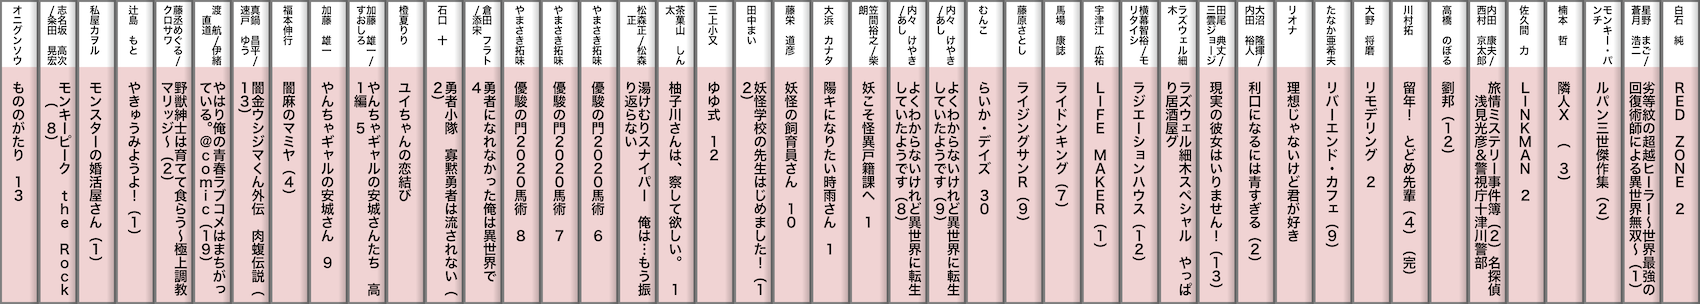 白石　純
ＲＥＤ　ＺＯＮＥ　２
星野　まご／
蒼月　浩二
劣等紋の超越ヒーラー～世界最強の
回復術師による異世界無双～（１）
モンキー・パ
ンチ
ルパン三世傑作集（２）
内田　康夫／
西村　京太郎
旅情ミステリー事件簿（２）名探偵
浅見光彦＆警視庁十津川警部
佐久間　力
ＬＩＮＫＭＡＮ　２
楠本　哲
隣人Ｘ　（　３）
高橋　のぼる
劉邦（１２）
川村拓
留年！　とどめ先輩（４）（完）
大野　将磨
リモデリング　２
たなか亜希夫
リバーエンド・カフェ（９）
リオナ
理想じゃないけど君が好き
大沼　隆揮／
内田　裕人
利口になるには青すぎる（２）
田尾　典丈／
三雲ジョージ
現実の彼女はいりません！（１３）
ラズウェル細
木
ラズウェル細木スペシャル　やっぱ
り居酒屋グ
横幕智裕／モ
リタイシ
ラジエーションハウス（１２）
宇津江　広祐
ＬＩＦＥ　ＭＡＫＥＲ（１）
馬場　康誌
ライドンキング（７）
藤原さとし
ライジングサンＲ（９）
むんこ
らいか・デイズ　３０
内々　けやき
／あし
よくわからないけれど異世界に転生
していたようです（９）
内々　けやき
／あし
よくわからないけれど異世界に転生
していたようです（８）
笠間裕之／柴
朗
妖こそ怪異戸籍課へ　１
大浜　カナタ
陽キになりたい時雨さん　１
藤栄　道彦
妖怪の飼育員さん　１０
田中まい
妖怪学校の先生はじめました！（１
２）
三上小又
ゆゆ式　１２
茶菓山　しん
太
柚子川さんは、察して欲しい。　１
松森正／松森
正
湯けむりスナイパー　俺は…もう振
り返らない
やまさき拓味
優駿の門２０２０馬術　６
やまさき拓味
優駿の門２０２０馬術　７
やまさき拓味
優駿の門２０２０馬術　８
倉田　フラト
／添宋
勇者になれなかった俺は異世界で
４
石口　十
勇者小隊　寡黙勇者は流されない（
２）
橙夏りり
ユイちゃんの恋結び
加藤　雄一／
すおしろ
やんちゃギャルの安城さんたち　高
１編　５
加藤　雄一
やんちゃギャルの安城さん　９
福本伸行
闇麻のマミヤ（４）
真鍋　昌平／
速戸　ゆう
闇金ウシジマくん外伝　肉蝮伝説（
１３）
渡　航／伊緒
直道
やはり俺の青春ラブコメはまちがっ
ている。＠ｃｏｍｉｃ（１９）
藤丞めぐる／
クロサワ
野獣紳士は育てて食らう～極上調教
マリッジ～（２）
辻島　もと
やきゅうみようよ！（１）
私屋カヲル
モンスターの婚活屋さん（１）
志名坂　高次
／粂田　晃宏
モンキーピーク　ｔｈｅ　Ｒｏｃｋ
（８）
オニグンソウ
もののがたり　１３